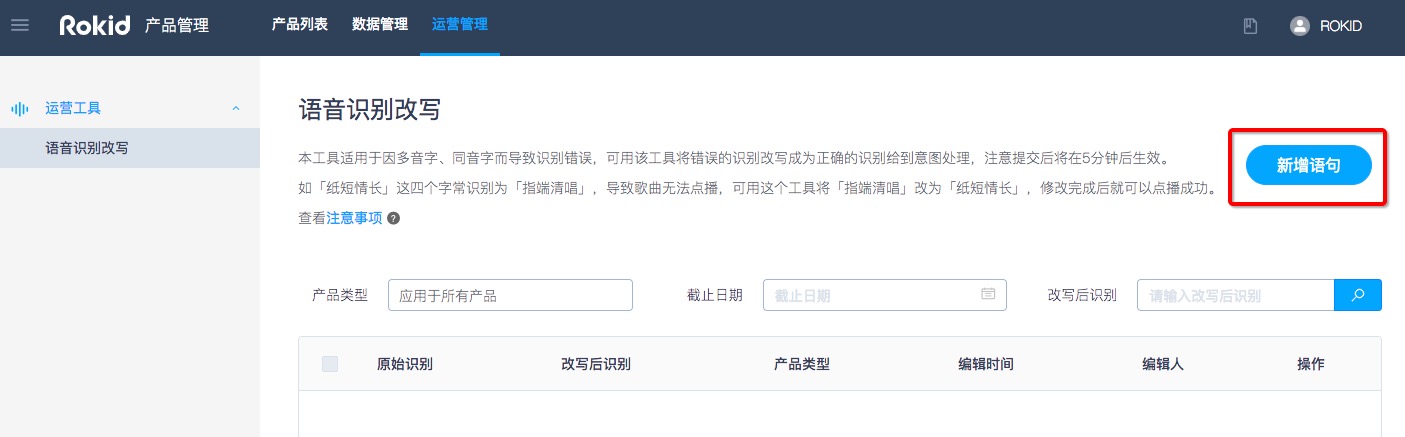 Rokid 产品管理 产品列表 数据管理 运营管理 ROKID
运营工具
语音识别改写
语音识别改写
本工具适用于因多音字、同音字而导致识别错误，可用该工具将错误的识别改写成为正确的识别给到意图处理，注意提交后将在5分钟后生效。
如「纸短情长」这四个字常识别为「指端清唱」，导致歌曲无法点播，可用这个工具将「指端清唱」改为「纸短情长」，修改完成后就可以点播成功。
查看注意事项 ?
新增语句
产品类型 应用于所有产品 截止日期 截止日期 改写后识别 请输入改写后识别
原始识别 改写后识别 产品类型 编辑时间 编辑人 操作